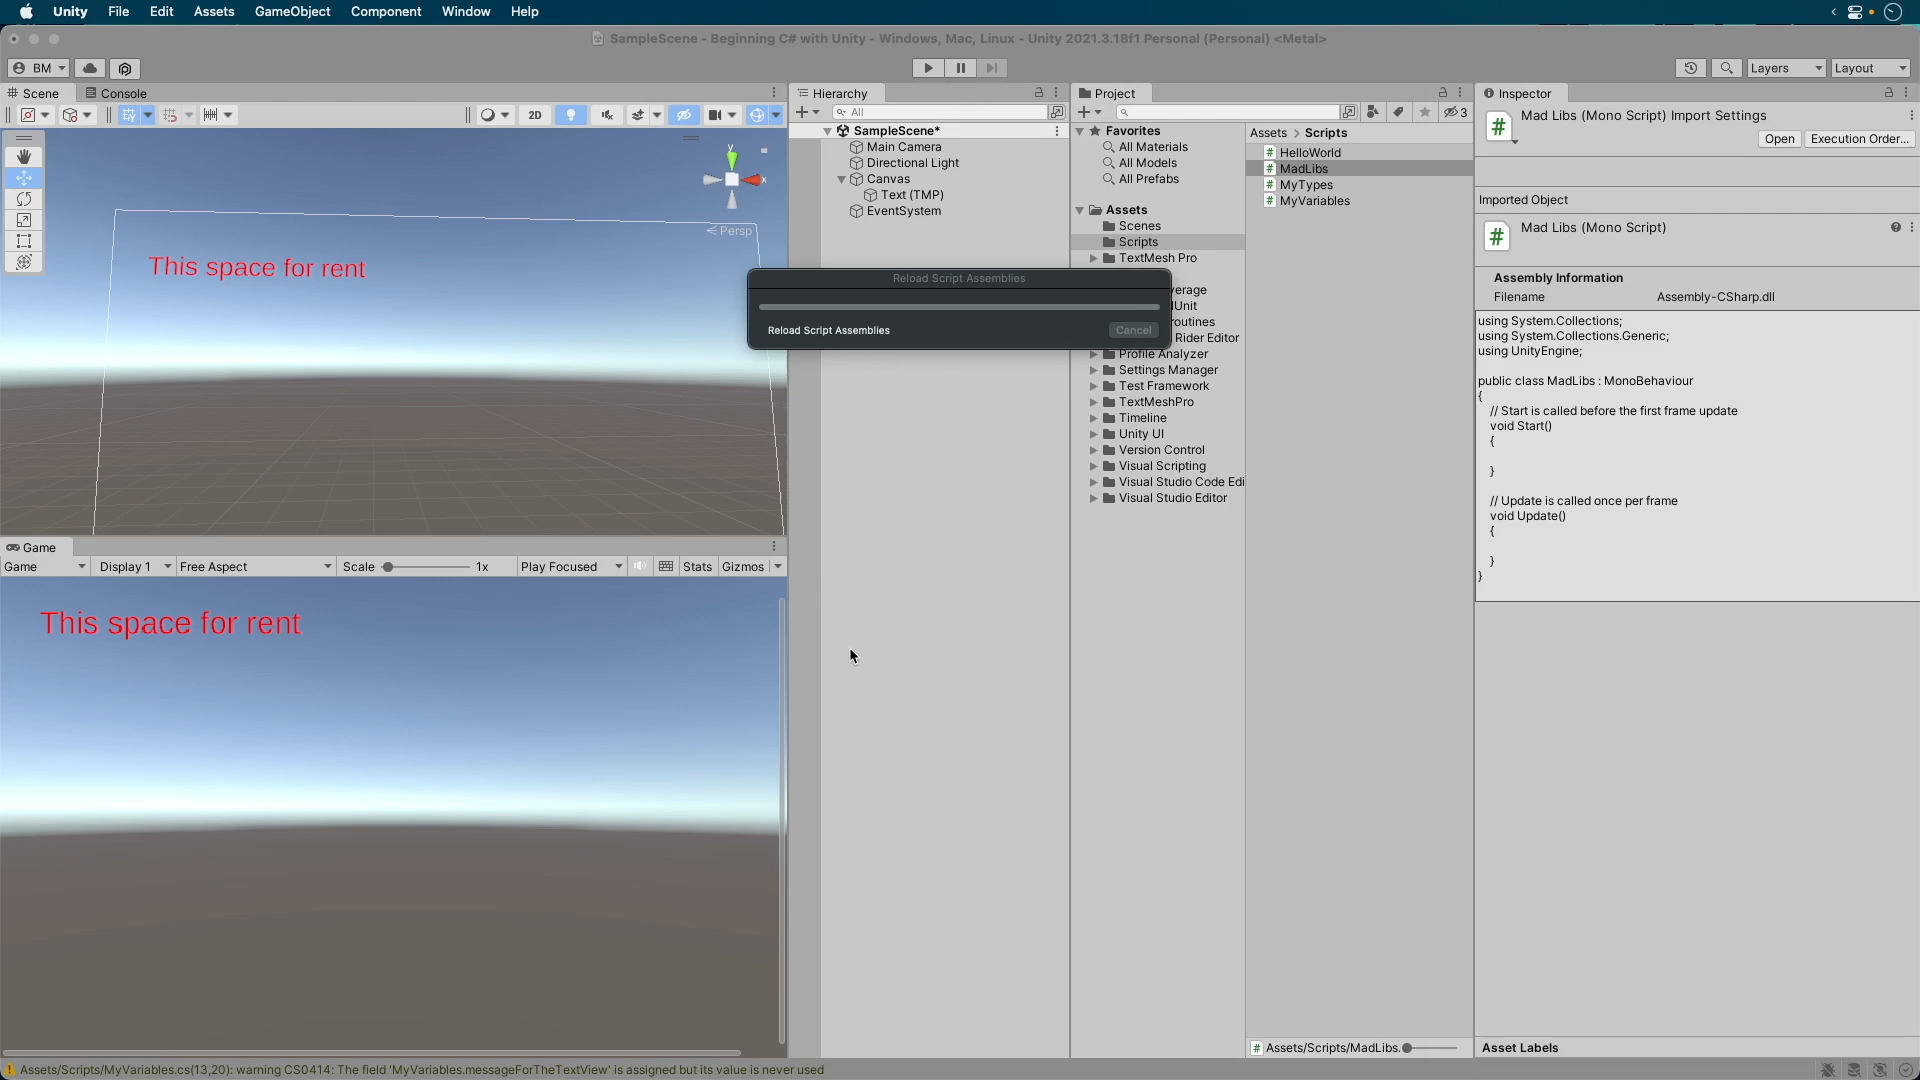 Unity File Edit Assets GameObject Component Window Help
SampleScene - Beginning C# with Unity - Windows, Mac, Linux - Unity 2021.3.18f1 Personal (Personal) <Metal>
BM
Layers
Layout
Scene
Console
2D
y
x
Persp
This space for rent
Game
Game
Display 1
Free Aspect
Scale
1x
Play Focused
Stats
Gizmos
This space for rent
Hierarchy
All
SampleScene*
Main Camera
Directional Light
Canvas
Text (TMP)
EventSystem
Reload Script Assemblies
Reload Script Assemblies
Cancel
Project
3
Favorites
All Materials
All Models
All Prefabs
Assets
Scenes
Scripts
TextMesh Pro
erage
Unit
routines
Rider Editor
Profile Analyzer
Settings Manager
Test Framework
TextMeshPro
Timeline
Unity UI
Version Control
Visual Scripting
Visual Studio Code Edi
Visual Studio Editor
Assets > Scripts
# HelloWorld
# MadLibs
# MyTypes
# MyVariables
# Assets/Scripts/MadLibs.
Inspector
# Mad Libs (Mono Script) Import Settings
Open
Execution Order...
Imported Object
# Mad Libs (Mono Script)
Assembly Information
Filename Assembly-CSharp.dll
using System.Collections;
using System.Collections.Generic;
using UnityEngine;
public class MadLibs : MonoBehaviour
{
// Start is called before the first frame update
void Start()
{
}
// Update is called once per frame
void Update()
{
}
}
Asset Labels
Assets/Scripts/MyVariables.cs(13,20): warning CS0414: The field 'MyVariables.messageForTheTextView' is assigned but its value is never used